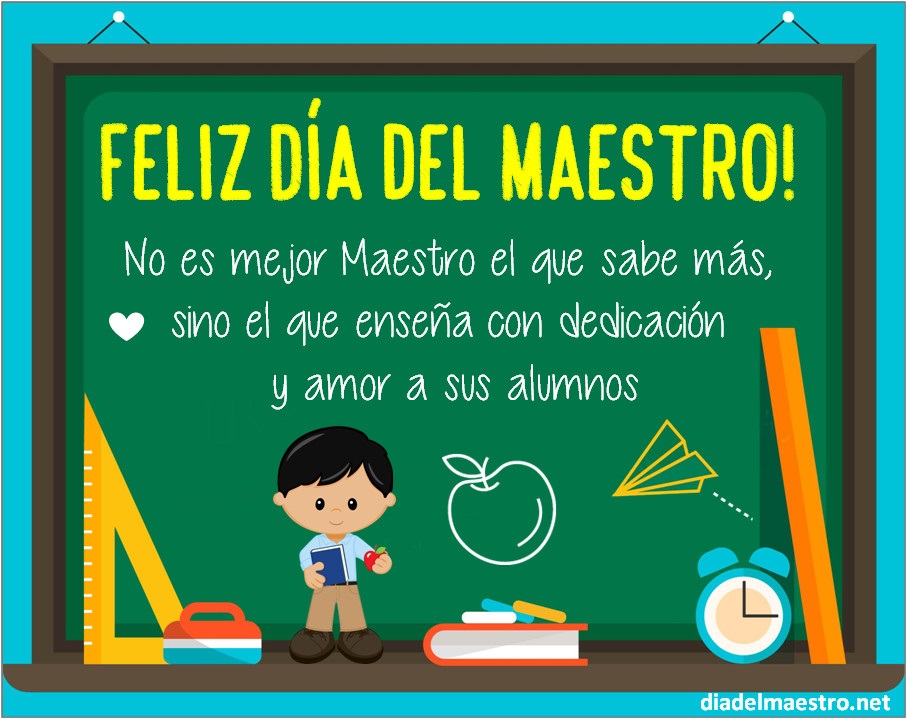 FELIZ DÍA DEL MAESTRO!
No es mejor Maestro el que sabe más,
sino el que enseña con dedicación
y amor a sus alumnos
diadelmaestro.net